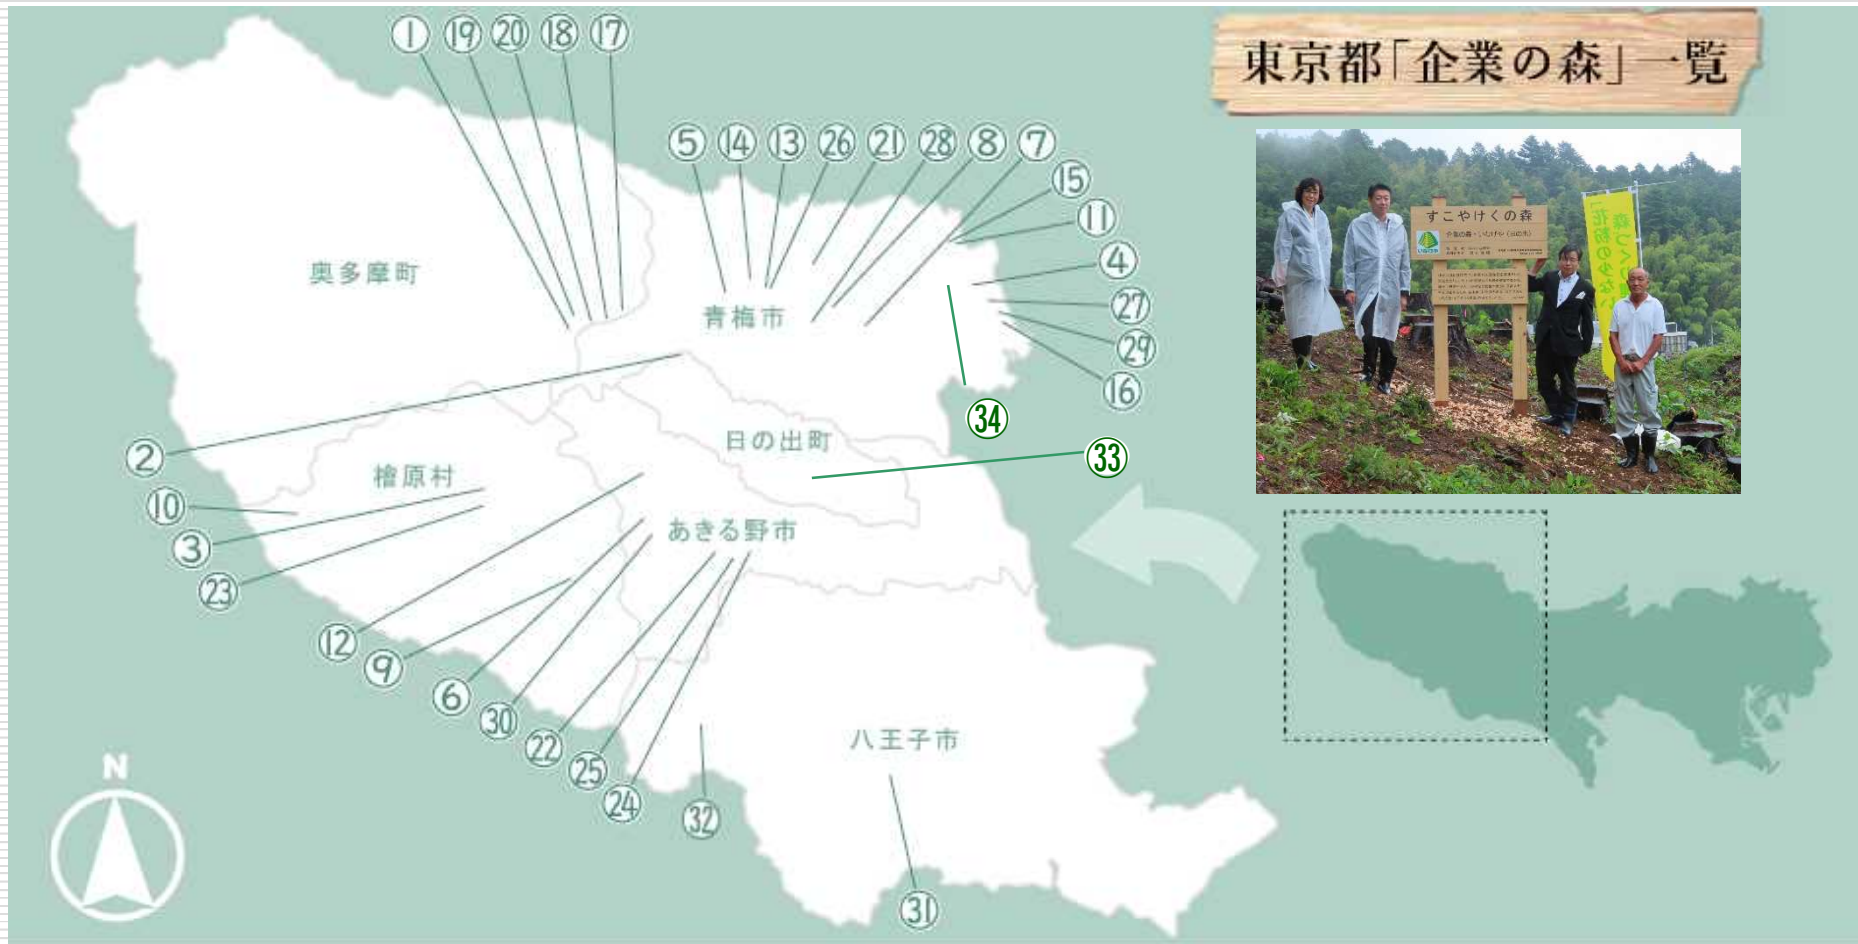 東京都「企業の森」一覧
① ⑲ ⑳ ⑱ ⑰
⑤ ⑭ ⑬ ㉖ ㉑ ㉘ ⑧ ⑦
⑮
⑪
④
㉗
㉙
⑯
㉞
㉝
奥多摩町
青梅市
日の出町
檜原村
あきる野市
八王子市
②
⑩
③
㉓
⑫
⑨
⑥
㉚
㉒
㉕
㉔
㉜
㉛
N
すこやけくの森